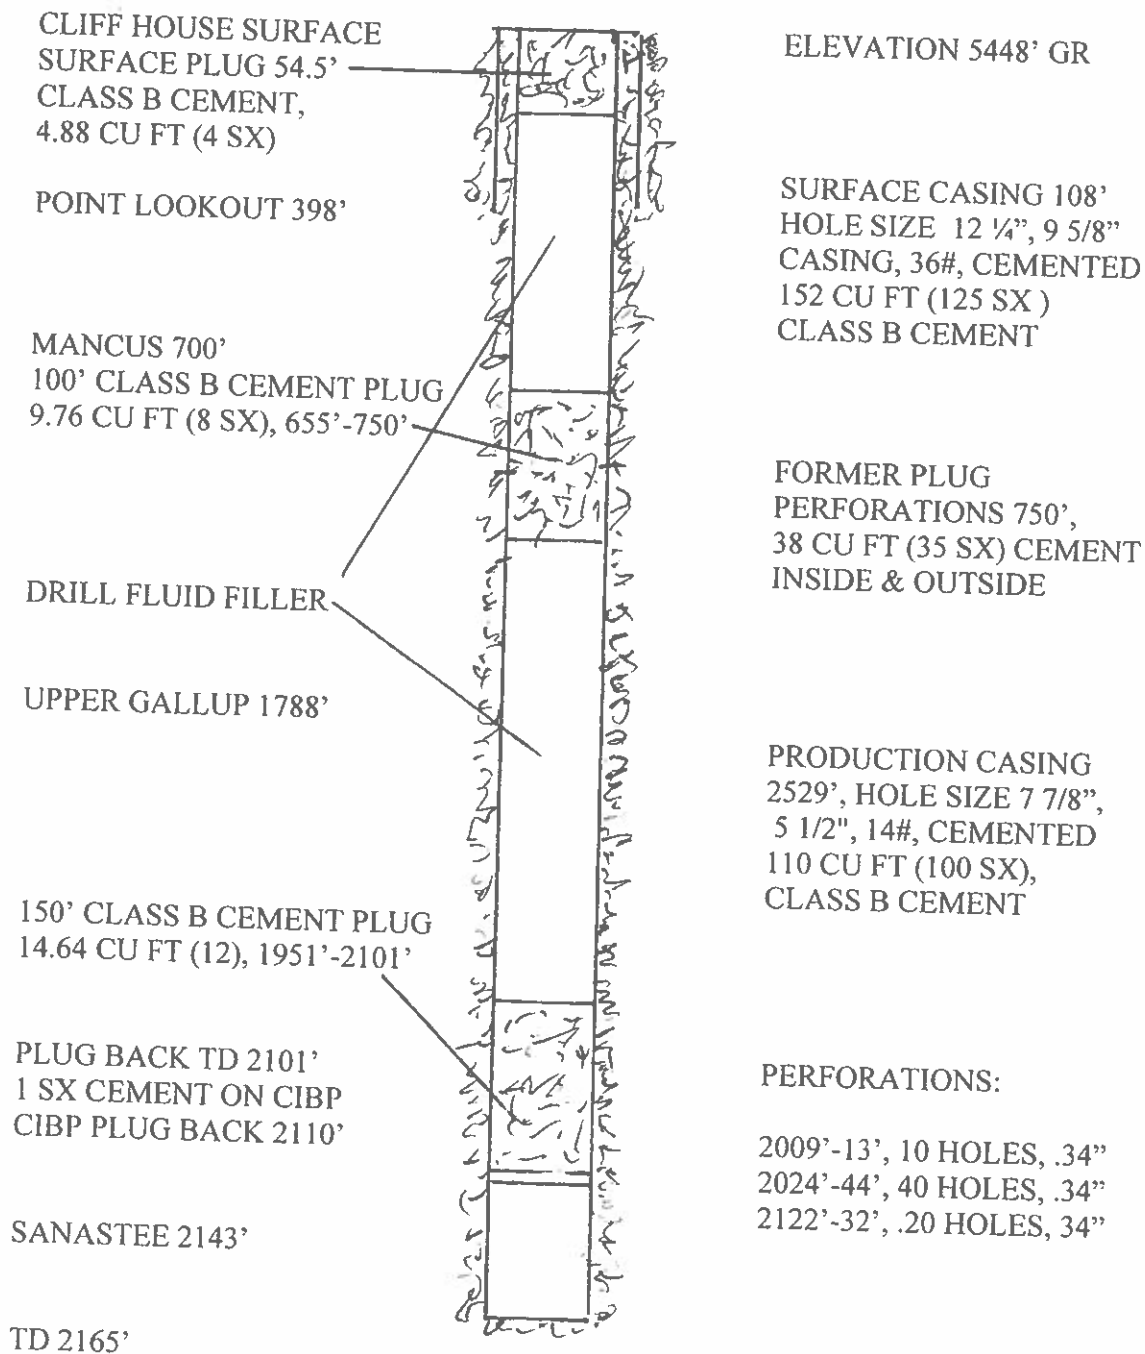 CLIFF HOUSE SURFACE
SURFACE PLUG 54.5’
CLASS B CEMENT,
4.88 CU FT (4 SX)
POINT LOOKOUT 398’
MANCUS 700’
100’ CLASS B CEMENT PLUG
9.76 CU FT (8 SX), 655’-750’
DRILL FLUID FILLER
UPPER GALLUP 1788’
150’ CLASS B CEMENT PLUG
14.64 CU FT (12), 1951’-2101’
PLUG BACK TD 2101’
1 SX CEMENT ON CIBP
CIBP PLUG BACK 2110’
SANASTEE 2143’
TD 2165’
ELEVATION 5448’ GR
SURFACE CASING 108’
HOLE SIZE 12 ¼”, 9 5/8”
CASING, 36#, CEMENTED
152 CU FT (125 SX )
CLASS B CEMENT
FORMER PLUG
PERFORATIONS 750’,
38 CU FT (35 SX) CEMENT
INSIDE & OUTSIDE
PRODUCTION CASING
2529’, HOLE SIZE 7 7/8”,
5 1/2", 14#, CEMENTED
110 CU FT (100 SX),
CLASS B CEMENT
PERFORATIONS:
2009’-13’, 10 HOLES, .34”
2024’-44’, 40 HOLES, .34”
2122’-32’, .20 HOLES, 34”